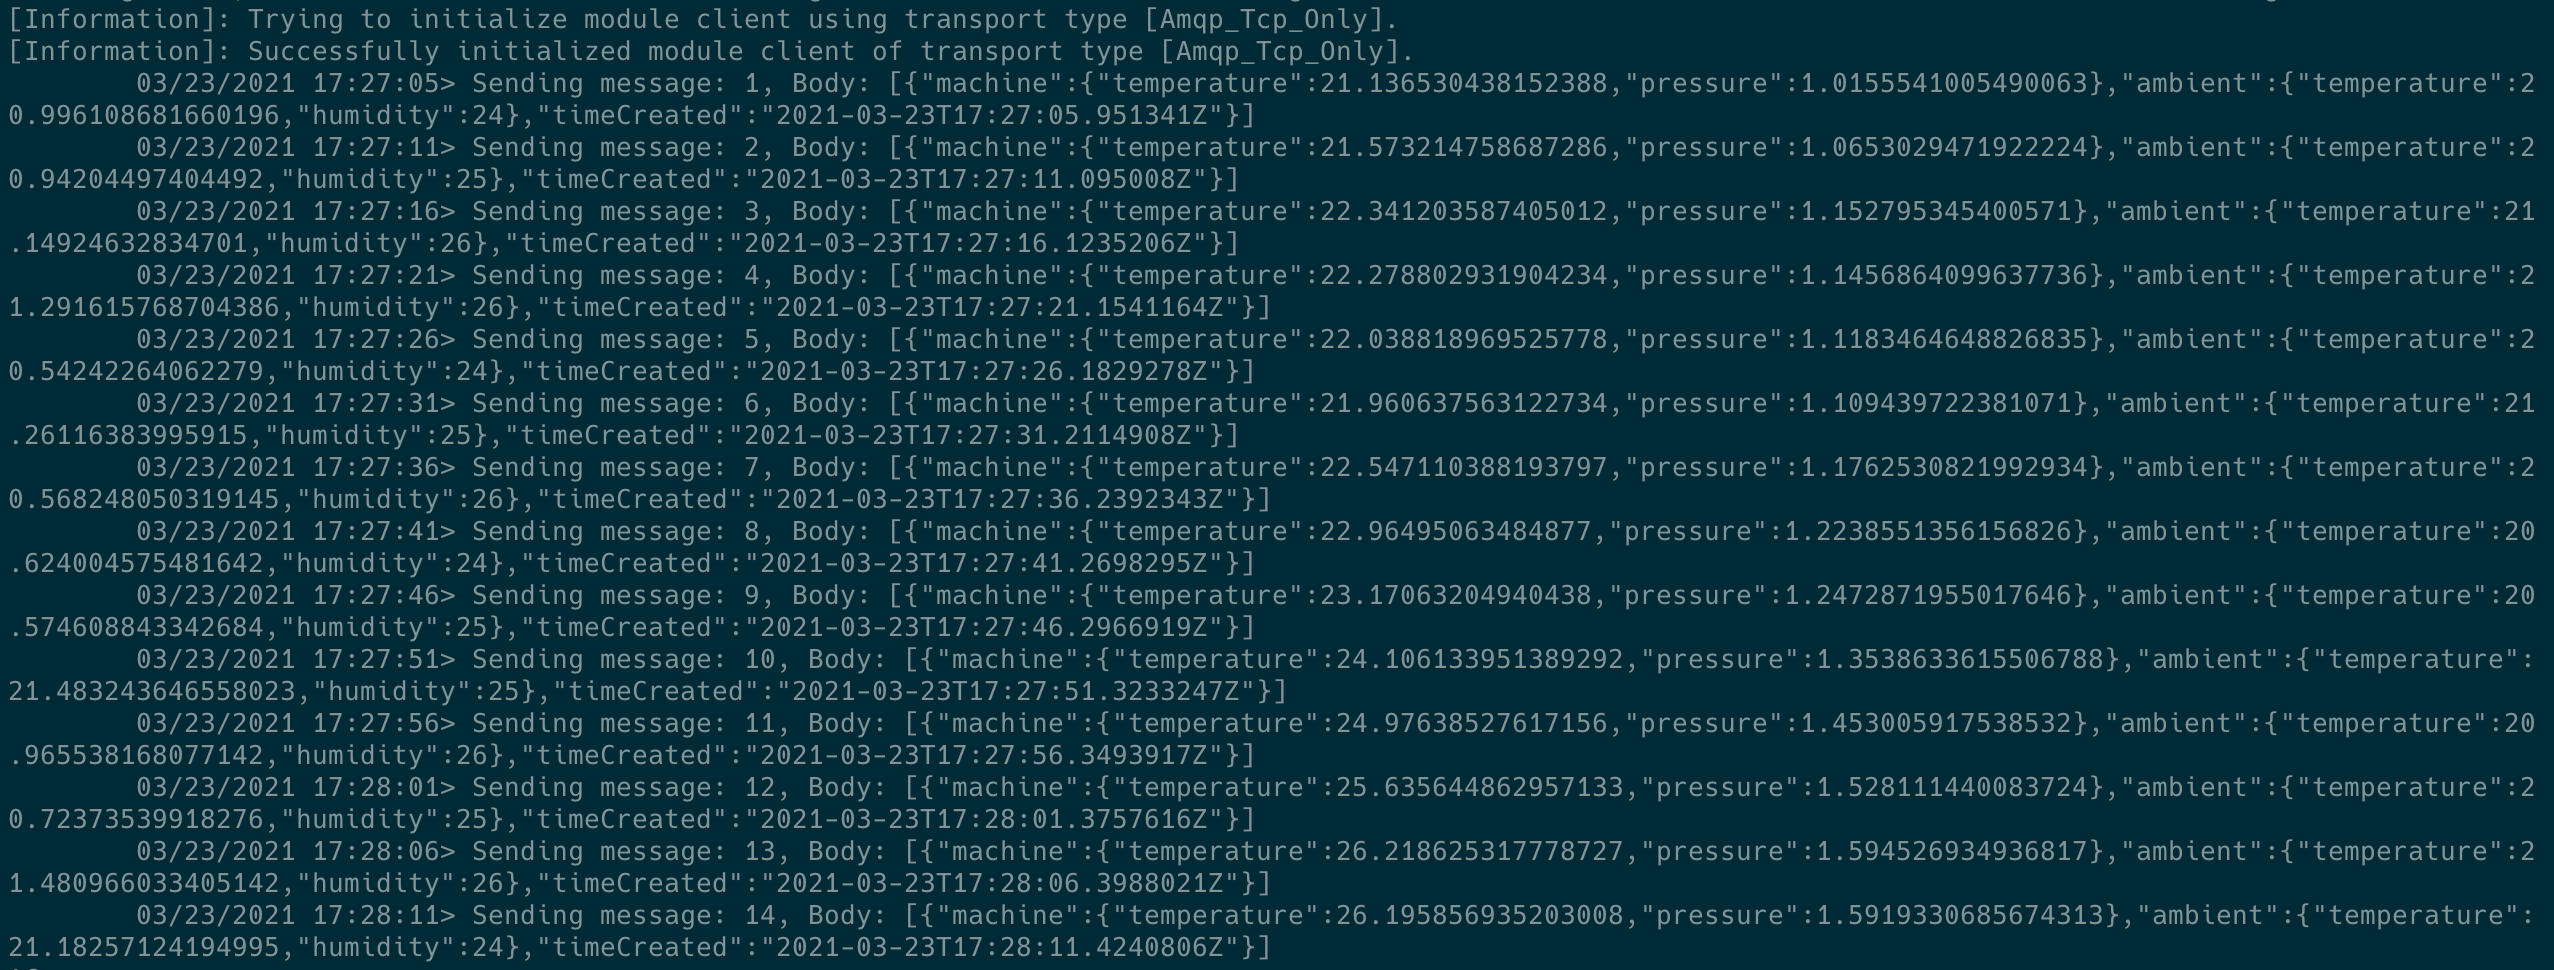 [Information]: Trying to initialize module client using transport type [Amqp_Tcp_Only].
[Information]: Successfully initialized module client of transport type [Amqp_Tcp_Only].
03/23/2021 17:27:05> Sending message: 1, Body: [{"machine":{"temperature":21.136530438152388,"pressure":1.0155541005490063},"ambient":{"temperature":2
0.996108681660196,"humidity":24},"timeCreated":"2021-03-23T17:27:05.951341Z"}]
03/23/2021 17:27:11> Sending message: 2, Body: [{"machine":{"temperature":21.573214758687286,"pressure":1.0653029471922224},"ambient":{"temperature":2
0.94204497404492,"humidity":25},"timeCreated":"2021-03-23T17:27:11.095008Z"}]
03/23/2021 17:27:16> Sending message: 3, Body: [{"machine":{"temperature":22.341203587405012,"pressure":1.152795345400571},"ambient":{"temperature":21
.14924632834701,"humidity":26},"timeCreated":"2021-03-23T17:27:16.1235206Z"}]
03/23/2021 17:27:21> Sending message: 4, Body: [{"machine":{"temperature":22.278802931904234,"pressure":1.1456864099637736},"ambient":{"temperature":2
1.291615768704386,"humidity":26},"timeCreated":"2021-03-23T17:27:21.1541164Z"}]
03/23/2021 17:27:26> Sending message: 5, Body: [{"machine":{"temperature":22.038818969525778,"pressure":1.1183464648826835},"ambient":{"temperature":2
0.54242264062279,"humidity":24},"timeCreated":"2021-03-23T17:27:26.1829278Z"}]
03/23/2021 17:27:31> Sending message: 6, Body: [{"machine":{"temperature":21.960637563122734,"pressure":1.109439722381071},"ambient":{"temperature":21
.26116383995915,"humidity":25},"timeCreated":"2021-03-23T17:27:31.2114908Z"}]
03/23/2021 17:27:36> Sending message: 7, Body: [{"machine":{"temperature":22.547110388193797,"pressure":1.1762530821992934},"ambient":{"temperature":2
0.568248050319145,"humidity":26},"timeCreated":"2021-03-23T17:27:36.2392343Z"}]
03/23/2021 17:27:41> Sending message: 8, Body: [{"machine":{"temperature":22.96495063484877,"pressure":1.2238551356156826},"ambient":{"temperature":20
.624004575481642,"humidity":24},"timeCreated":"2021-03-23T17:27:41.2698295Z"}]
03/23/2021 17:27:46> Sending message: 9, Body: [{"machine":{"temperature":23.17063204940438,"pressure":1.2472871955017646},"ambient":{"temperature":20
.574608843342684,"humidity":25},"timeCreated":"2021-03-23T17:27:46.2966919Z"}]
03/23/2021 17:27:51> Sending message: 10, Body: [{"machine":{"temperature":24.106133951389292,"pressure":1.3538633615506788},"ambient":{"temperature":
21.483243646558023,"humidity":25},"timeCreated":"2021-03-23T17:27:51.3233247Z"}]
03/23/2021 17:27:56> Sending message: 11, Body: [{"machine":{"temperature":24.97638527617156,"pressure":1.453005917538532},"ambient":{"temperature":20
.965538168077142,"humidity":26},"timeCreated":"2021-03-23T17:27:56.3493917Z"}]
03/23/2021 17:28:01> Sending message: 12, Body: [{"machine":{"temperature":25.635644862957133,"pressure":1.528111440083724},"ambient":{"temperature":2
0.72373539918276,"humidity":25},"timeCreated":"2021-03-23T17:28:01.3757616Z"}]
03/23/2021 17:28:06> Sending message: 13, Body: [{"machine":{"temperature":26.218625317778727,"pressure":1.594526934936817},"ambient":{"temperature":2
1.480966033405142,"humidity":26},"timeCreated":"2021-03-23T17:28:06.3988021Z"}]
03/23/2021 17:28:11> Sending message: 14, Body: [{"machine":{"temperature":26.195856935203008,"pressure":1.5919330685674313},"ambient":{"temperature":
21.18257124194995,"humidity":24},"timeCreated":"2021-03-23T17:28:11.4240806Z"}]